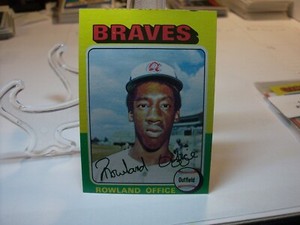 BRAVES
Rowland Office
ROWLAND OFFICE
Outfield